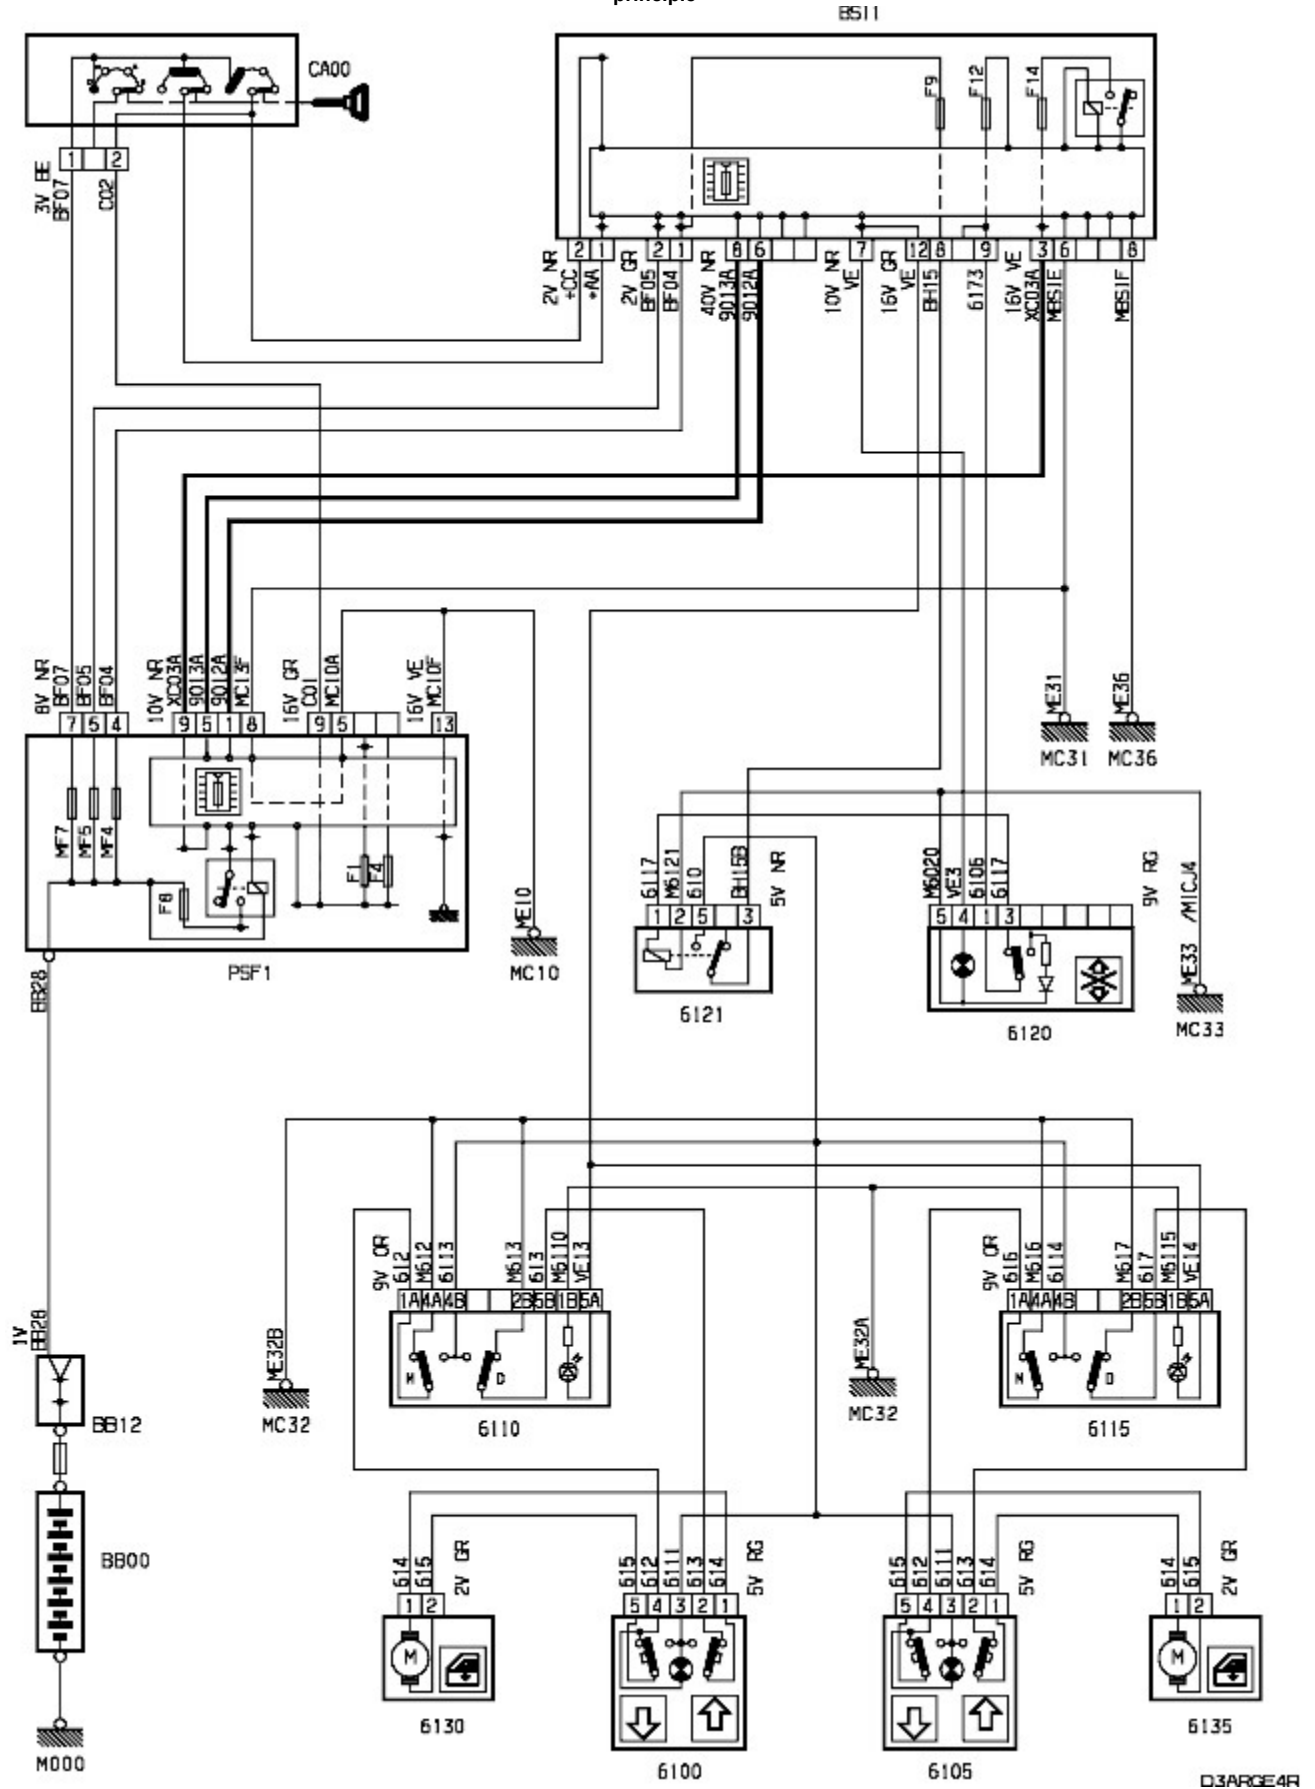 BSI1
CA00
F9
F12
F14
1 2
3V BE
BF07
C02
2 1 2 1 8 6 7 12 8 9 3 6 8
2V NR
+CC
+AA
2V GR
BF05
BF04
40V NR
9013A
9012A
10V NR
VE
16V GR
VE
BH15
6173
16V VE
XC03A
MBS1E
MBS1F
8V NR
BF07
BF05
BF04
10V NR
XC03A
9013A
9012A
MC13F
16V GR
C01
MC10A
16V VE
MC10F
7 5 4 9 5 1 8 9 5 13
MF7
MF5
MF4
F8
F1
F4
PSF1
ME10
MC10
ME31
MC31
ME36
MC36
6117
M6121
610
BH15B
5V NR
1 2 5 3
6121
M6020
VE3
6106
6117
9V RG
5 4 1 3
6120
ME33 /MICJ4
MC33
BB28
1V
BB28
BB12
BB00
M000
ME32B
MC32
9V OR
612
M612
6113
M613
613
M6110
VE13
1A 4A 4B 2B 5B 1B 5A
M
D
6110
ME32A
MC32
9V OR
616
M616
6114
M617
617
M6115
VE14
1A 4A 4B 2B 5B 1B 5A
M
D
6115
614
615
2V GR
1 2
M
6130
615
612
6111
613
614
5V RG
5 4 3 2 1
6100
615
612
6111
613
614
5V RG
5 4 3 2 1
6105
614
615
2V GR
1 2
M
6135
D3ARGE4R